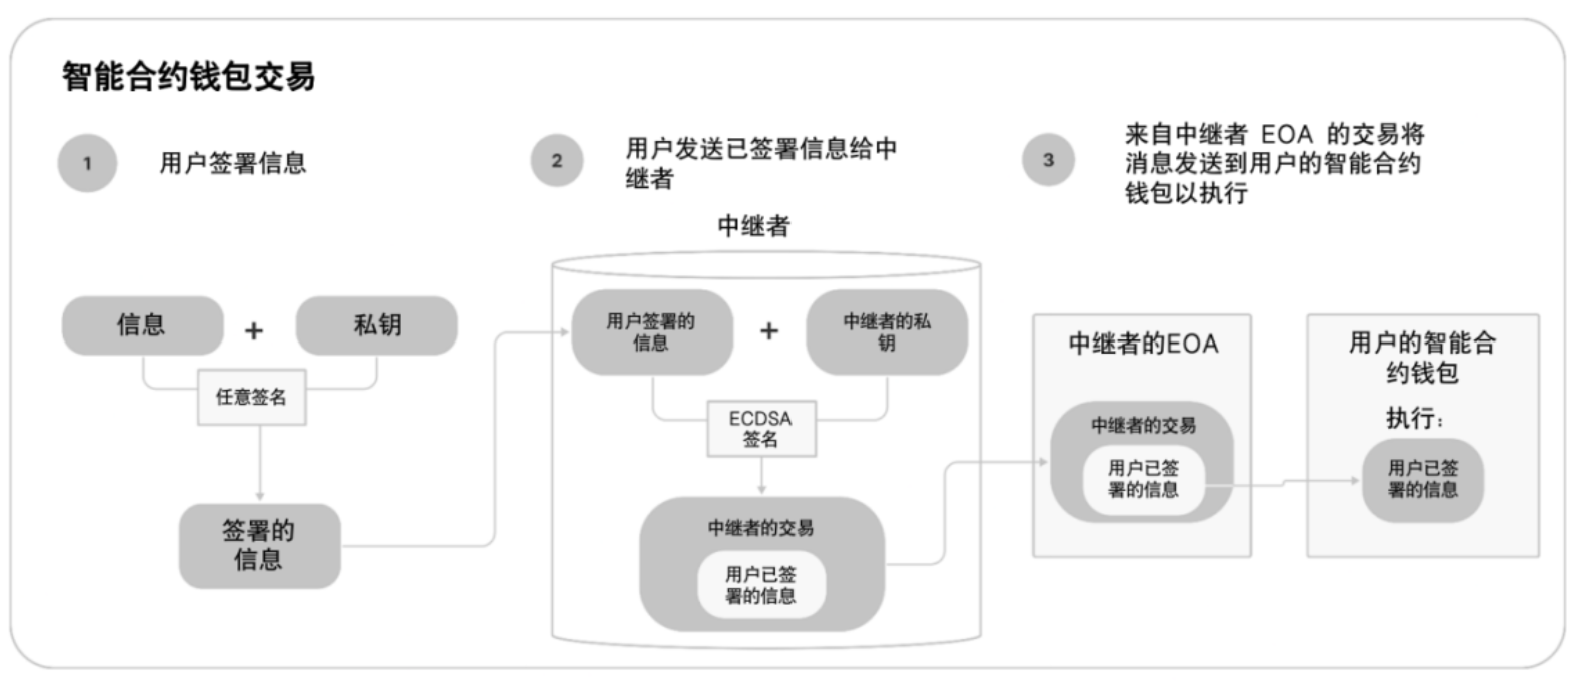 智能合约钱包交易
1
用户签署信息
2
用户发送已签署信息给中
继者
3
来自中继者 EOA 的交易将
消息发送到用户的智能合约
钱包以执行
信息
+
私钥
任意签名
签署的
信息
中继者
用户签署的
信息
+
中继者的私
钥
ECDSA
签名
中继者的交易
用户已签
署的信息
中继者的EOA
中继者的交易
用户已签
署的信息
用户的智能合
约钱包
执行：
用户已签
署的信息